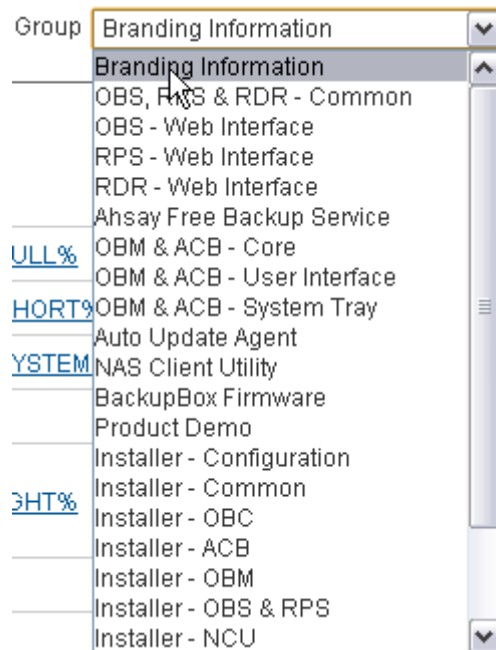 Group Branding Information
Branding Information
OBS, RPS & RDR - Common
OBS - Web Interface
RPS - Web Interface
RDR - Web Interface
Ahsay Free Backup Service
ULL% OBM & ACB - Core
OBM & ACB - User Interface
HORT% OBM & ACB - System Tray
Auto Update Agent
YSTEM NAS Client Utility
BackupBox Firmware
Product Demo
Installer - Configuration
Installer - Common
GHT% Installer - OBC
Installer - ACB
Installer - OBM
Installer - OBS & RPS
Installer - NCU